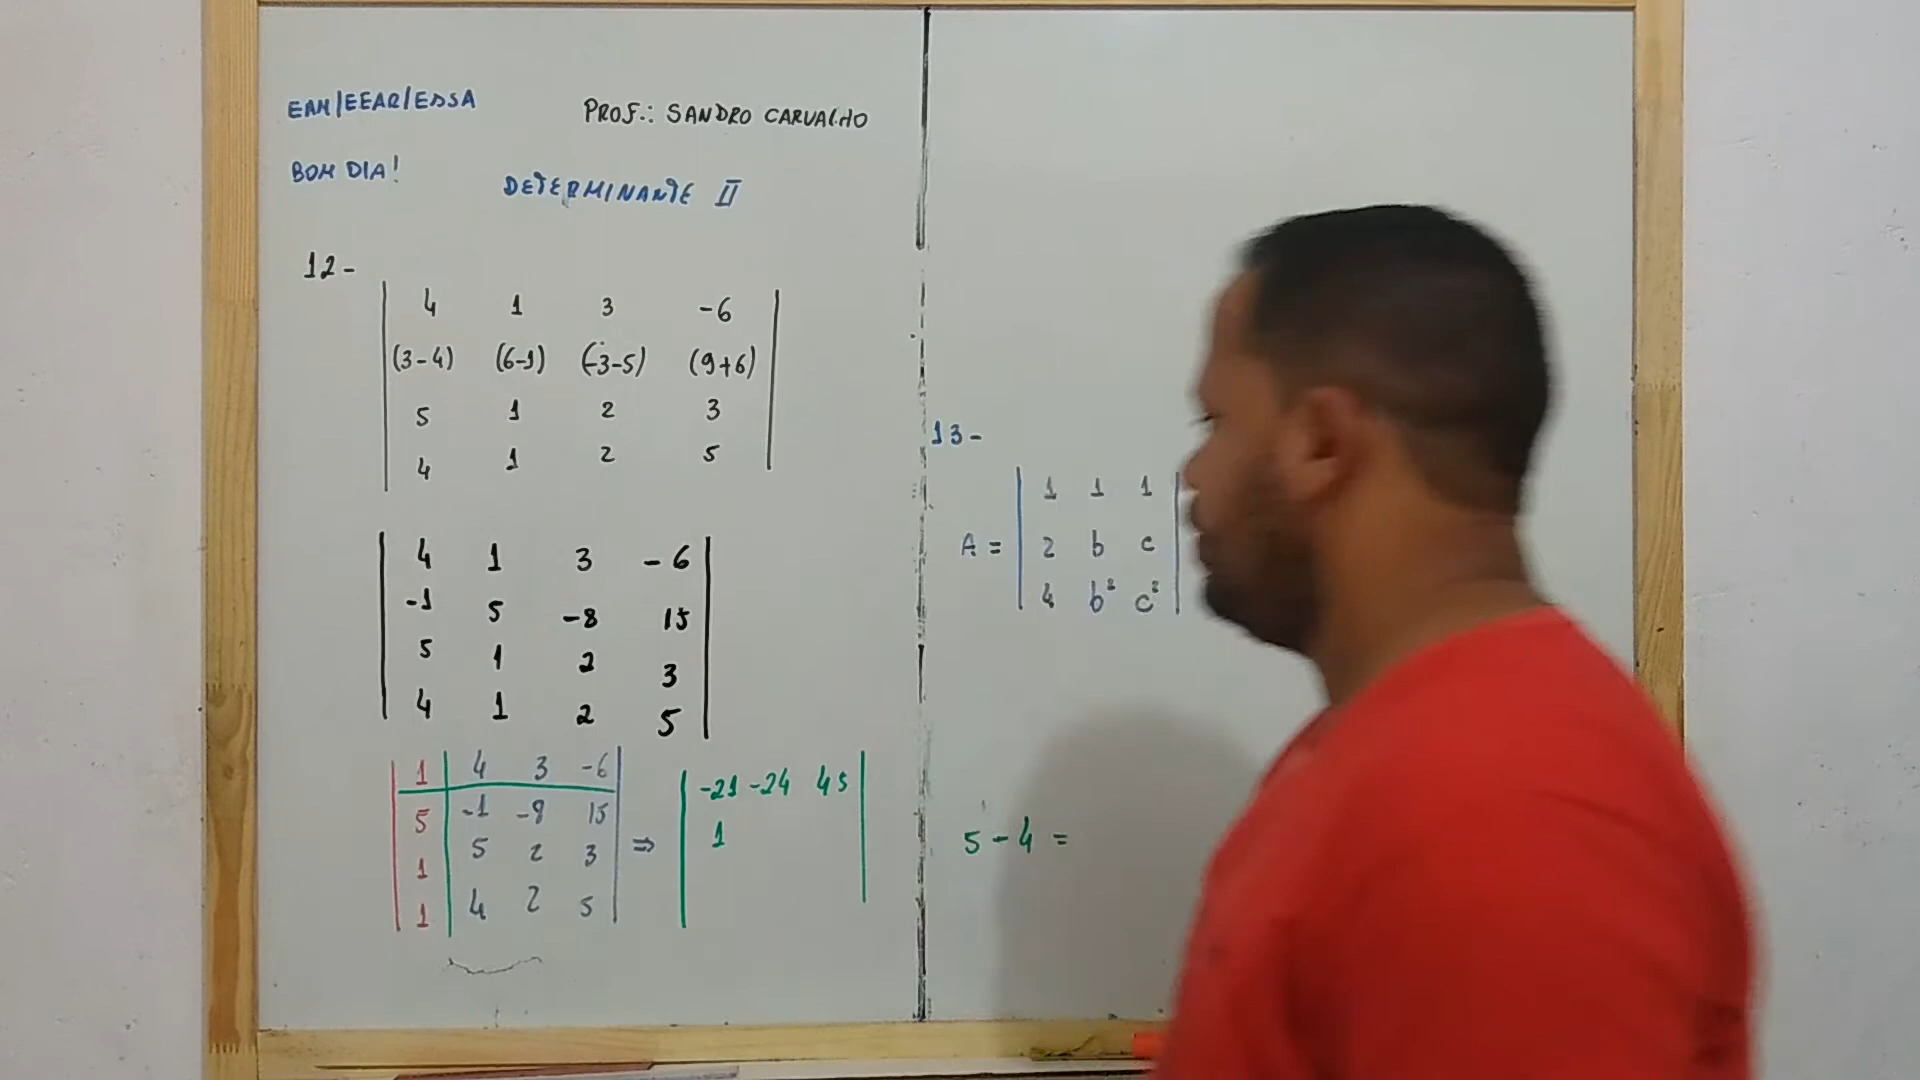 EAM/EEAR/ESSA
PROF.: SANDRO CARVALHO
BOM DIA!
DETERMINANTE II
12-
4 1 3 -6
(3-4) (6-1) (-3-5) (9+6)
5 1 2 3
4 1 2 5
4 1 3 -6
-1 5 -8 15
5 1 2 3
4 1 2 5
1 4 3 -6
5 -1 -8 15
1 5 2 3
1 4 2 5
⇒
-21 -24 45
1
13-
1 1 1
A = 2 b c
4 b² c²
5-4 =